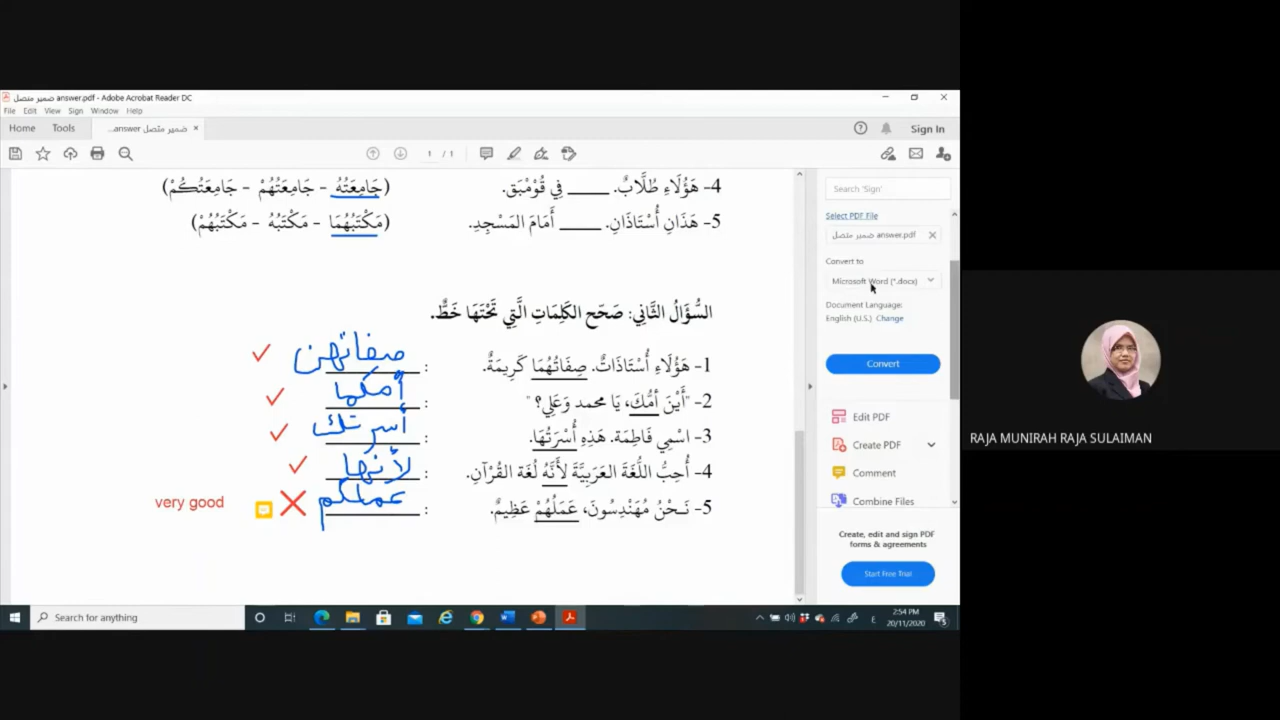 ضمير متصل answer.pdf - Adobe Acrobat Reader DC
File Edit View Sign Window Help
Home Tools ...answer ضمير متصل × Sign In
1 / 1
4- هَؤُلَاءِ طُلَّابٌ. ____ فِي قُوْمْبَق. (جَامِعَتُهُ - جَامِعَتُهُمْ - جَامِعَتُكُمْ)
5- هَذَانِ أُسْتَاذَانِ. ____ أَمَامَ المَسْجِدِ. (مَكْتَبُهُمَا - مَكْتَبُهُ - مَكْتَبُهُمْ)
السُّؤَالُ الثَّانِي: صَحّح الكَلِمَاتِ الَّتِي تَحْتَهَا خَطٌّ.
1- هَؤُلَاءِ أُسْتَاذَاتٌ. صِفَاتُهُمَا كَرِيمَةٌ. : صفاتهن
2- "أَيْنَ أمُّكَ، يَا محمد وَعَلِي؟ " : أمكما
3- اسْمِي فَاطِمَة. هَذِهِ أُسْرَتُهَا. : أسرتك
4- أُحِبُّ اللُّغَةَ العَرَبِيَّةَ لأَنَّهُ لُغَة القُرْآنِ. : لأنها
5- نَحْنُ مُهَنْدِسُونَ، عَمَلُهُمْ عَظِيمٌ. : عملكم
very good
Search 'Sign'
Select PDF File
ضمير متصل answer.pdf ×
Convert to
Microsoft Word (*.docx)
Document Language:
English (U.S.) Change
Convert
Edit PDF
Create PDF
Comment
Combine Files
Create, edit and sign PDF
forms & agreements
Start Free Trial
RAJA MUNIRAH RAJA SULAIMAN
Search for anything
2:54 PM
20/11/2020